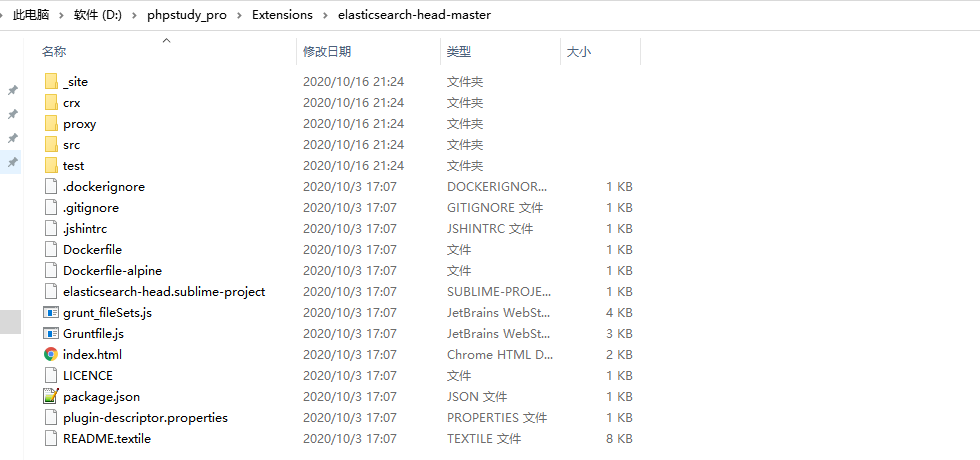 此电脑 > 软件 (D:) > phpstudy_pro > Extensions > elasticsearch-head-master
名称 修改日期 类型 大小
_site 2020/10/16 21:24 文件夹
crx 2020/10/16 21:24 文件夹
proxy 2020/10/16 21:24 文件夹
src 2020/10/16 21:24 文件夹
test 2020/10/16 21:24 文件夹
.dockerignore 2020/10/3 17:07 DOCKERIGNOR... 1 KB
.gitignore 2020/10/3 17:07 GITIGNORE 文件 1 KB
.jshintrc 2020/10/3 17:07 JSHINTRC 文件 1 KB
Dockerfile 2020/10/3 17:07 文件 1 KB
Dockerfile-alpine 2020/10/3 17:07 文件 1 KB
elasticsearch-head.sublime-project 2020/10/3 17:07 SUBLIME-PROJE... 1 KB
grunt_fileSets.js 2020/10/3 17:07 JetBrains WebSt... 4 KB
Gruntfile.js 2020/10/3 17:07 JetBrains WebSt... 3 KB
index.html 2020/10/3 17:07 Chrome HTML D... 2 KB
LICENCE 2020/10/3 17:07 文件 1 KB
package.json 2020/10/3 17:07 JSON 文件 1 KB
plugin-descriptor.properties 2020/10/3 17:07 PROPERTIES 文件 1 KB
README.textile 2020/10/3 17:07 TEXTILE 文件 8 KB